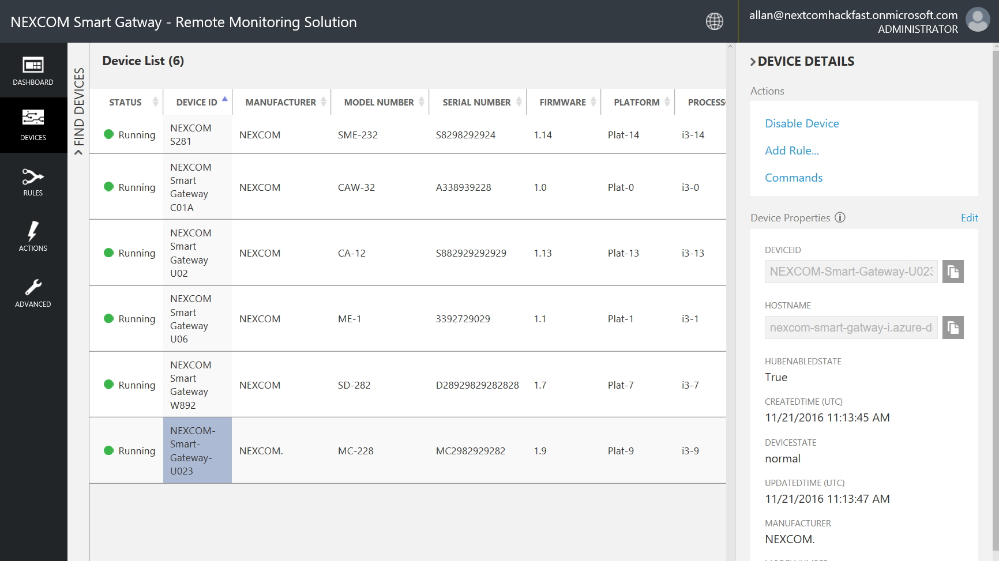 NEXCOM Smart Gatway - Remote Monitoring Solution
allan@nextcomhackfast.onmicrosoft.com
ADMINISTRATOR
DASHBOARD
DEVICES
RULES
ACTIONS
ADVANCED
FIND DEVICES
Device List (6)
STATUS DEVICE ID MANUFACTURER MODEL NUMBER SERIAL NUMBER FIRMWARE PLATFORM
Running NEXCOM S281 NEXCOM SME-232 S8298292924 1.14 Plat-14 i3-14
Running NEXCOM Smart Gateway C01A NEXCOM CAW-32 A338939228 1.0 Plat-0 i3-0
Running NEXCOM Smart Gateway U02 NEXCOM CA-12 S882929292929 1.13 Plat-13 i3-13
Running NEXCOM Smart Gateway U06 NEXCOM ME-1 3392729029 1.1 Plat-1 i3-1
Running NEXCOM Smart Gateway W892 NEXCOM SD-282 D28929829282828 1.7 Plat-7 i3-7
Running NEXCOM-Smart-Gateway-U023 NEXCOM. MC-228 MC2982929282 1.9 Plat-9 i3-9
DEVICE DETAILS
Actions
Disable Device
Add Rule...
Commands
Device Properties Edit
DEVICEID
NEXCOM-Smart-Gateway-U023
HOSTNAME
nexcom-smart-gatway-i.azure-d
HUBENABLEDSTATE
True
CREATEDTIME (UTC)
11/21/2016 11:13:45 AM
DEVICESTATE
normal
UPDATEDTIME (UTC)
11/21/2016 11:13:47 AM
MANUFACTURER
NEXCOM.